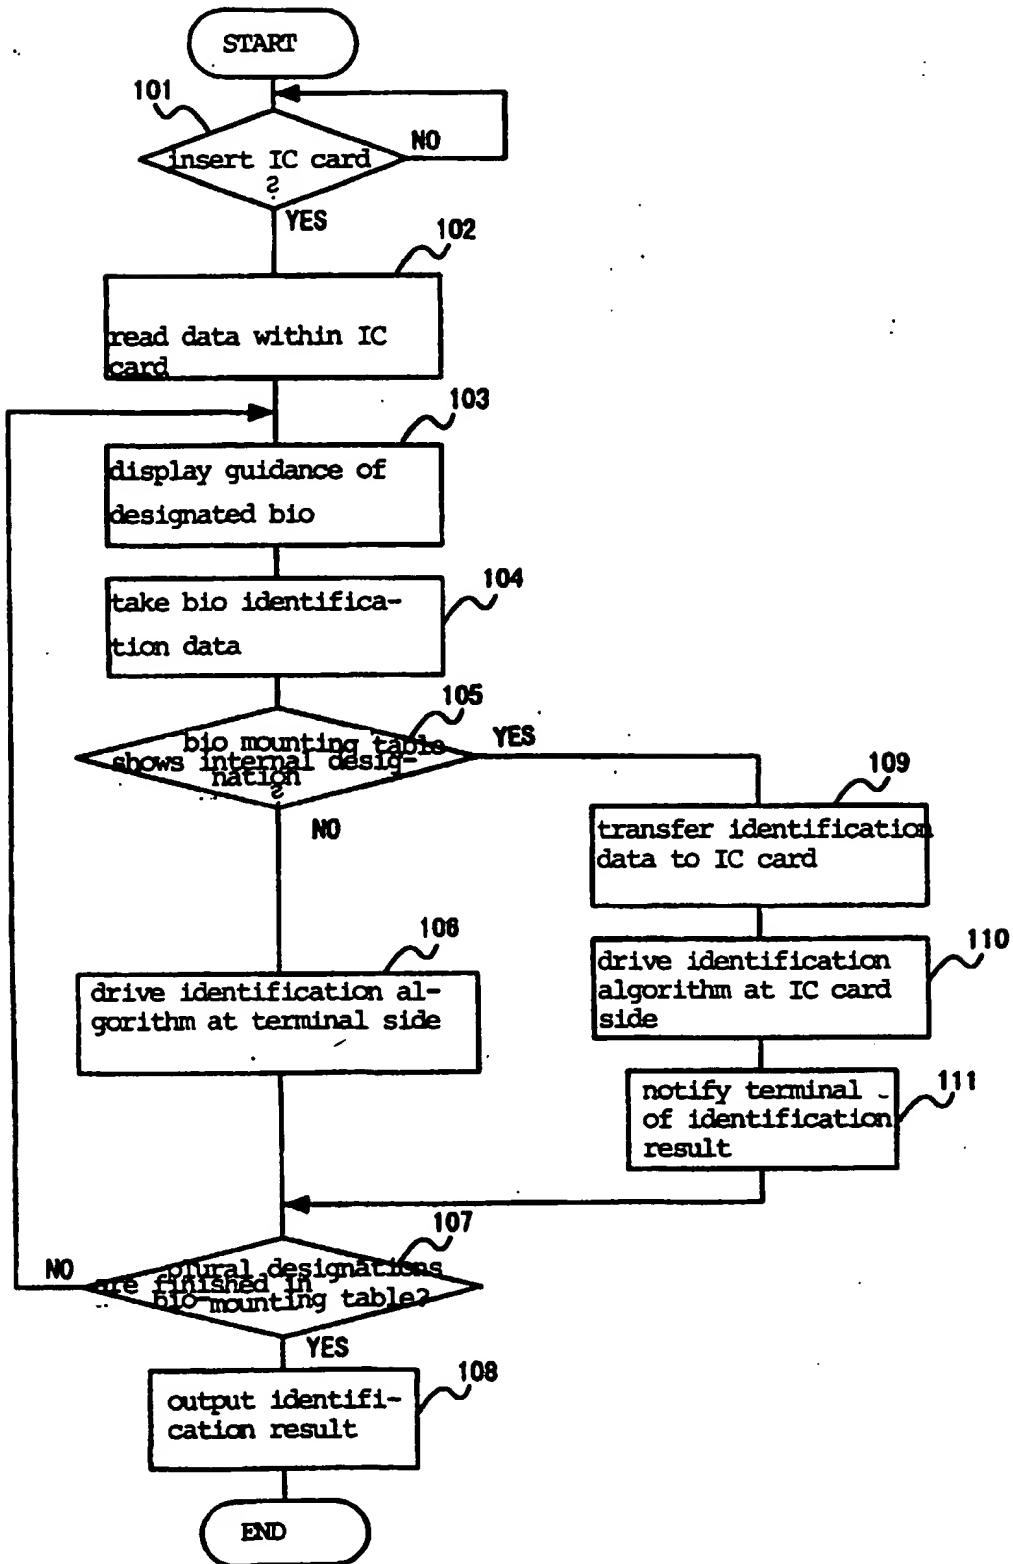 START
101
NO
insert IC card
?
YES
102
read data within IC
card
103
display guidance of
designated bio
104
take bio identifica-
tion data
105
bio mounting table
shows internal desig-
nation
?
YES
NO
109
transfer identification
data to IC card
106
drive identification al-
gorithm at terminal side
110
drive identification
algorithm at IC card
side
111
notify terminal
of identification
result
107
NO
plural designations
are finished in
bio-mounting table?
YES
108
output identifi-
cation result
END